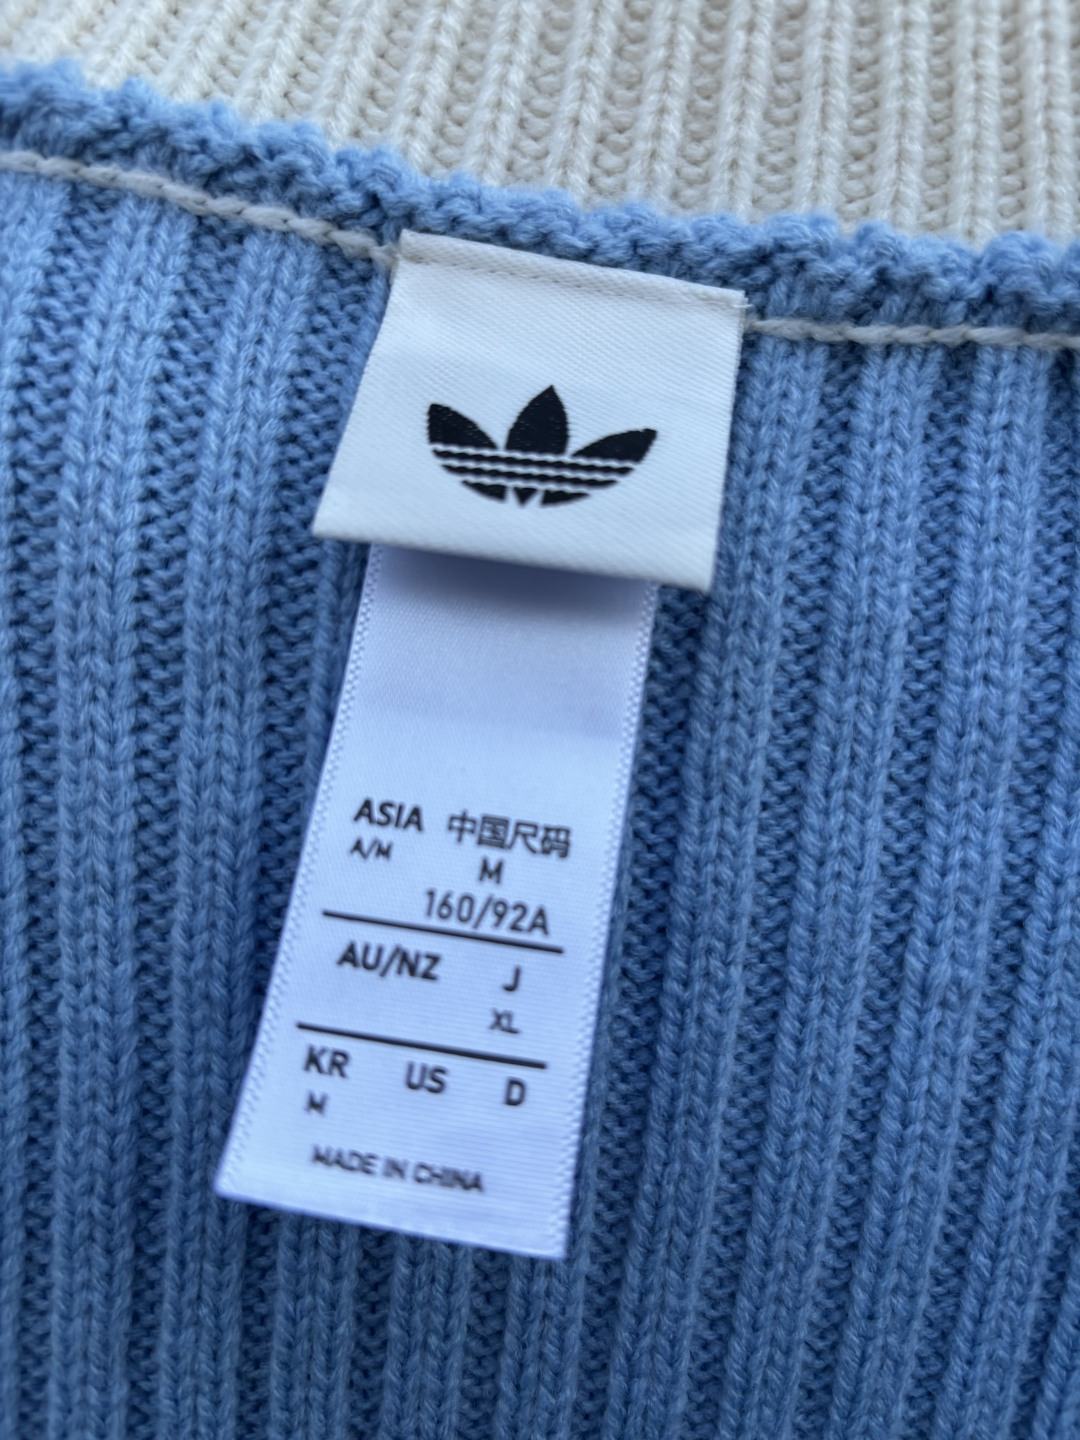 ASIA 中国尺码
A/M M
160/92A
AU/NZ J
XL
KR US D
M
MADE IN CHINA